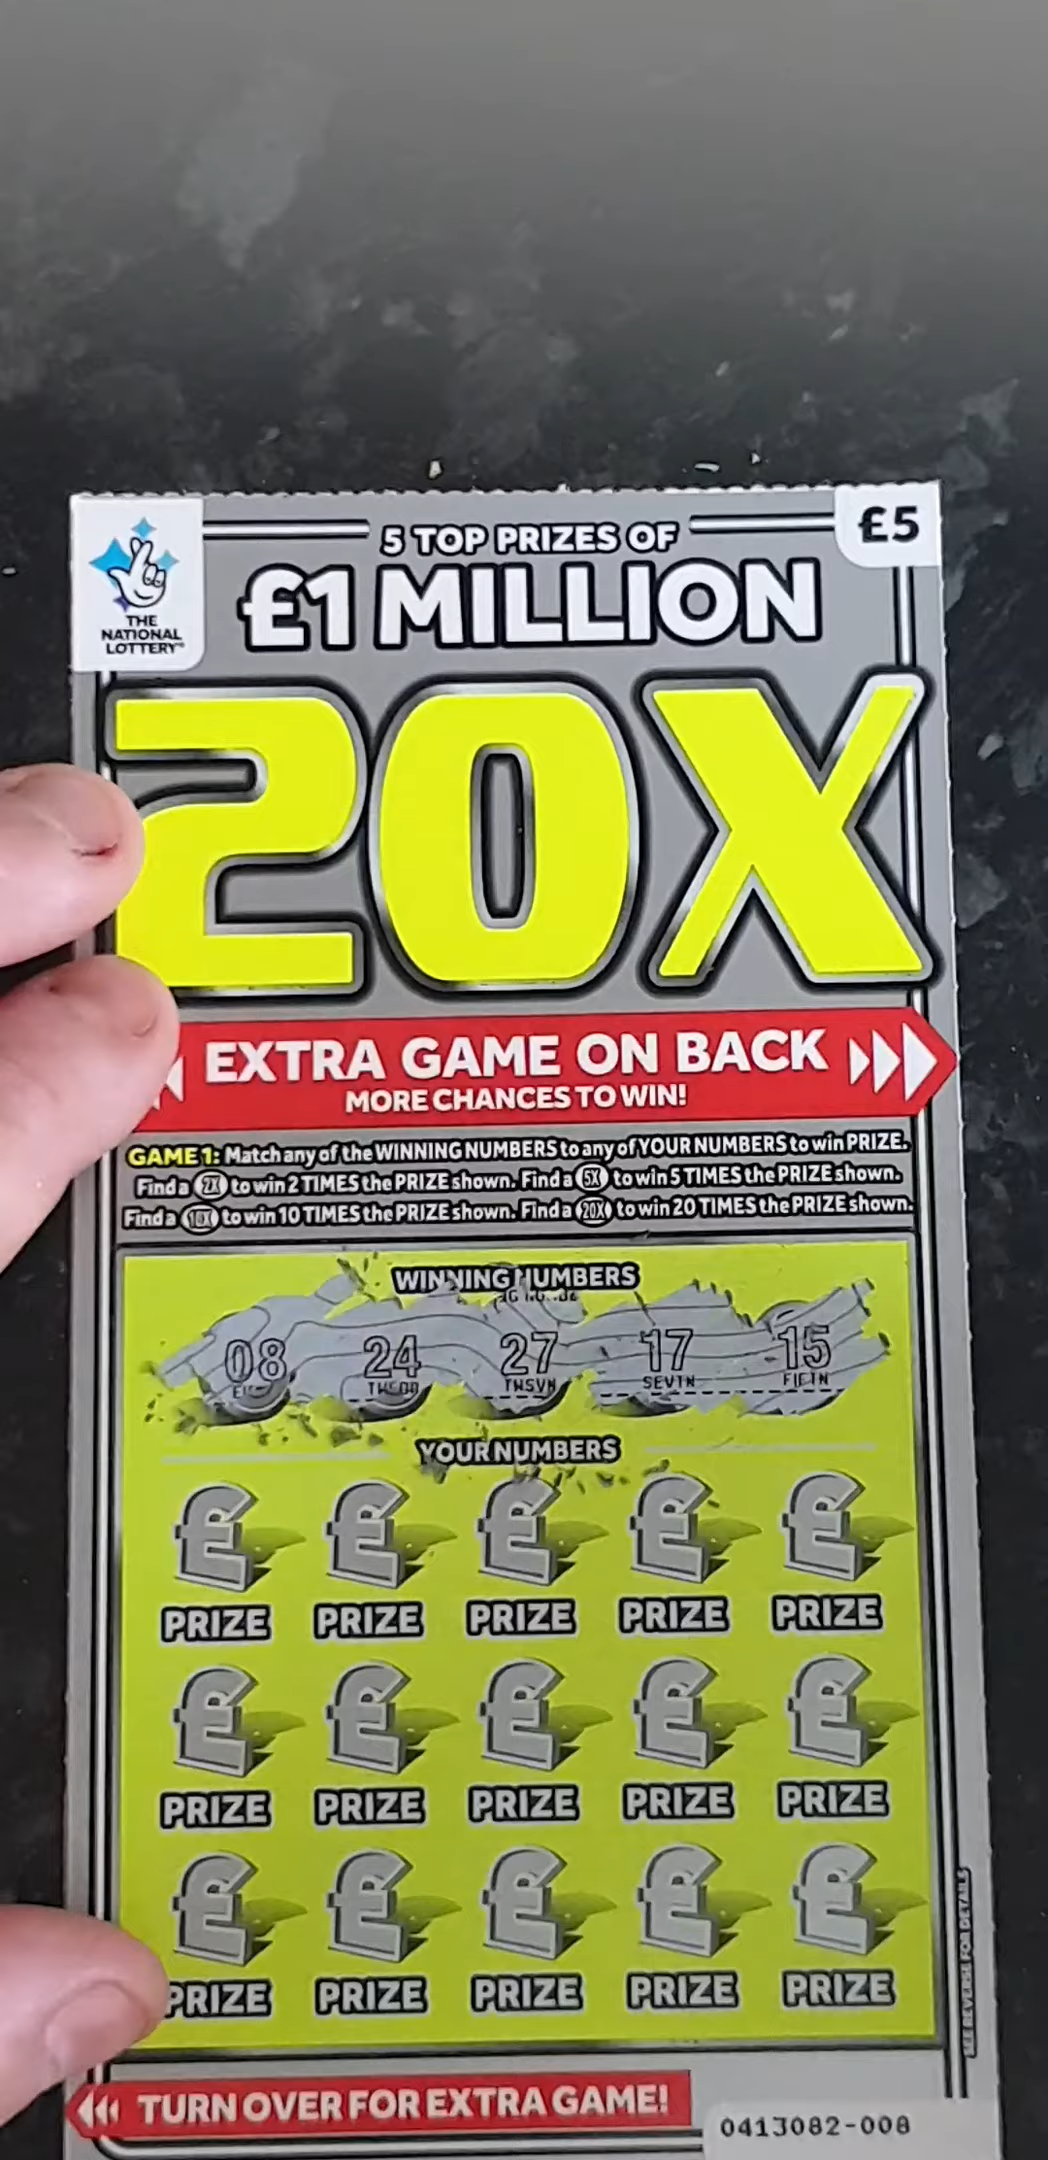 5 TOP PRIZES OF
£5
£1 MILLION
THE
NATIONAL
LOTTERY
20X
EXTRA GAME ON BACK
MORE CHANCES TO WIN!
GAME 1: Match any of the WINNING NUMBERS to any of YOUR NUMBERS to win PRIZE.
Find a 2X to win 2 TIMES the PRIZE shown. Find a 5X to win 5 TIMES the PRIZE shown.
Find a 10X to win 10 TIMES the PRIZE shown. Find a 20X to win 20 TIMES the PRIZE shown.
WINNING NUMBERS
08 24 27 17 15
TWSVN SEVTN FIFTN
YOUR NUMBERS
£ £ £ £ £
PRIZE PRIZE PRIZE PRIZE PRIZE
£ £ £ £ £
PRIZE PRIZE PRIZE PRIZE PRIZE
£ £ £ £ £
PRIZE PRIZE PRIZE PRIZE PRIZE
SEE REVERSE FOR DETAILS
TURN OVER FOR EXTRA GAME!
0413082-008